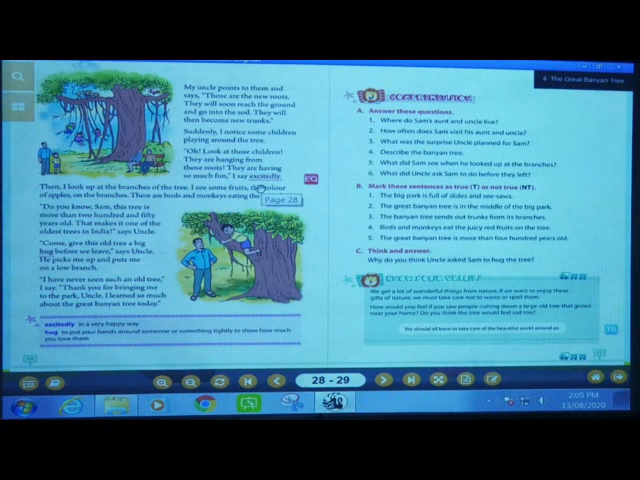 4. The Great Banyan Tree
My uncle points to them and
says, "Those are the new roots.
They will soon reach the ground
and go into the soil. They will
then become new trunks."
Suddenly, I notice some children
playing around the tree.
"Oh! Look at those children!
They are hanging from
those roots! They are having
so much fun," I say excitedly.
EQ
Then, I look up at the branches of the tree. I see some fruits, the colour
of apples, on the branches. There are birds and monkeys eating the
Page 28
"Do you know, Sam, this tree is
more than two hundred and fifty
years old. That makes it one of the
oldest trees in India!" says Uncle.
"Come, give this old tree a big
hug before we leave," says Uncle.
He picks me up and puts me
on a low branch.
"I have never seen such an old tree,"
I say. "Thank you for bringing me
to the park, Uncle. I learned so much
about the great banyan tree today."
excitedly in a very happy way
hug to put your hands around someone or something tightly to show how much
you love them
COMPREHENSION
A. Answer these questions.
1. Where do Sam's aunt and uncle live?
2. How often does Sam visit his aunt and uncle?
3. What was the surprise Uncle planned for Sam?
4. Describe the banyan tree.
5. What did Sam see when he looked up at the branches?
6. What did Uncle ask Sam to do before they left?
B. Mark these sentences as true (T) or not true (NT).
1. The big park is full of slides and see-saws.
2. The great banyan tree is in the middle of the big park.
3. The banyan tree sends out trunks from its branches.
4. Birds and monkeys eat the juicy red fruits on the tree.
5. The great banyan tree is more than four hundred years old.
C. Think and answer.
Why do you think Uncle asked Sam to hug the tree?
We get a lot of wonderful things from nature. If we want to enjoy these
gifts of nature, we must take care not to waste or spoil them.
How would you feel if you saw people cutting down a large old tree that grows
near your home? Do you think the tree would feel sad too?
We should all learn to take care of the beautiful world around us.
28 - 29
2:05 PM
13/08/2020